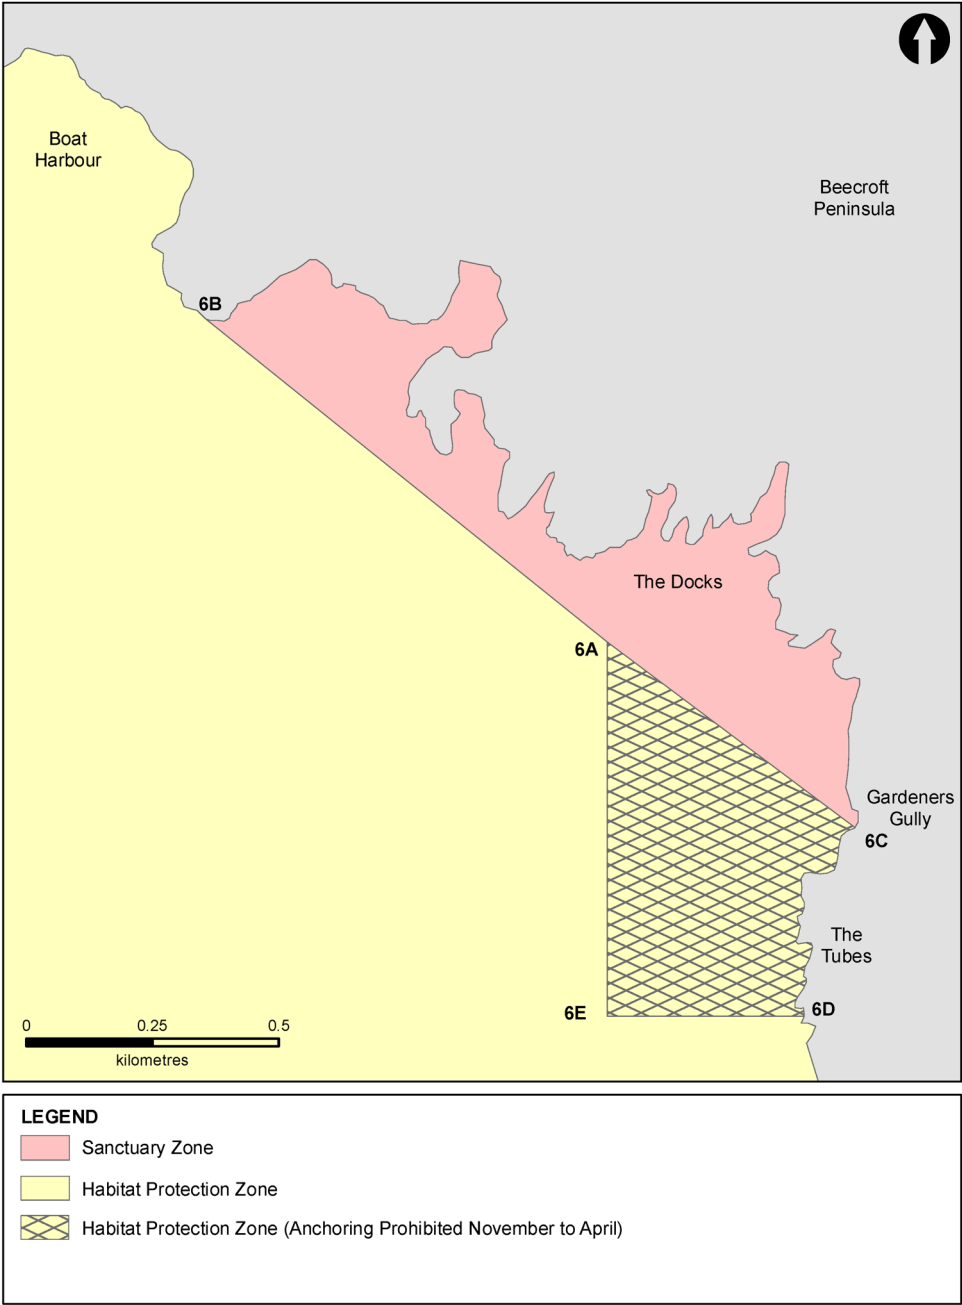 Boat
Harbour
Beecroft
Peninsula
6B
The Docks
6A
Gardeners
Gully
6C
The
Tubes
6E
6D
0 0.25 0.5
kilometres
LEGEND
Sanctuary Zone
Habitat Protection Zone
Habitat Protection Zone (Anchoring Prohibited November to April)